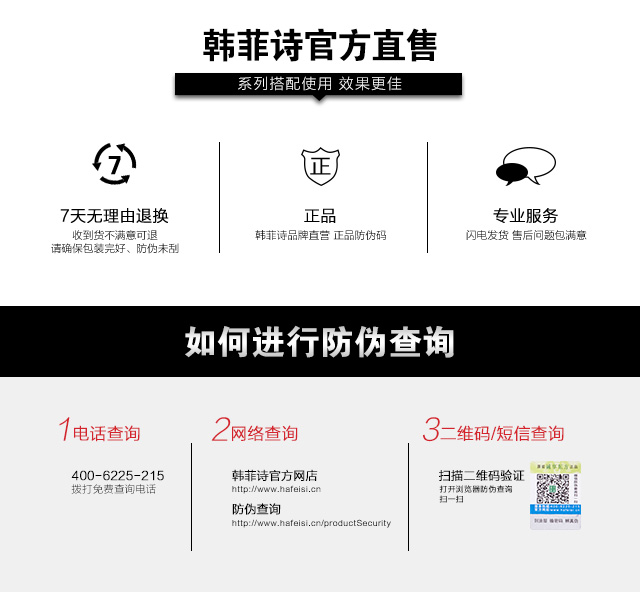 韩菲诗官方直售
系列搭配使用 效果更佳
7
正
7天无理由退换
收到货不满意可退
请确保包装完好、防伪未刮
正品
韩菲诗品牌直营 正品防伪码
专业服务
闪电发货 售后问题包满意
如何进行防伪查询
1电话查询
400-6225-215
拨打免费查询电话
2网络查询
韩菲诗官方网店
http://www.hafeisi.cn
防伪查询
http://www.hafeisi.cn/productSecurity
3二维码/短信查询
扫描二维码验证
打开浏览器防伪查询
扫一扫